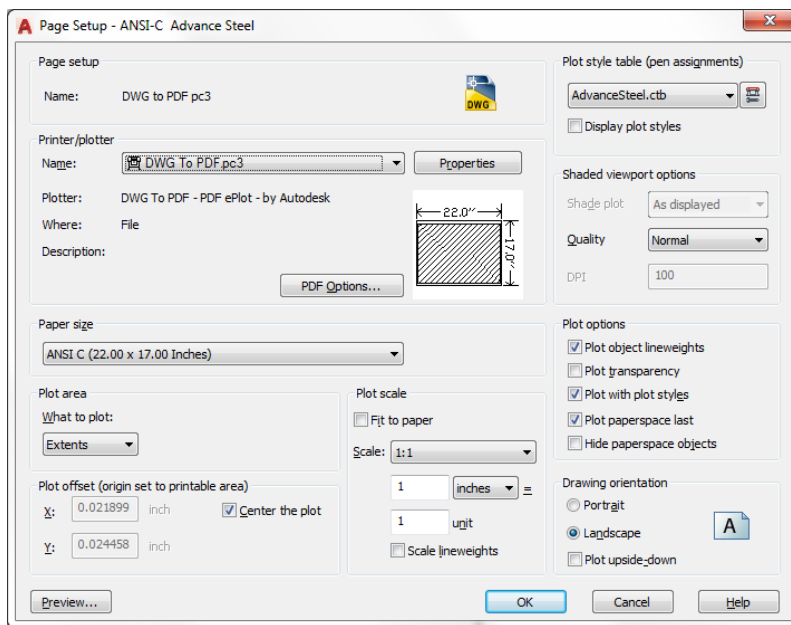 Page Setup - ANSI-C Advance Steel
Page setup
Name: DWG to PDF pc3
DWG
Printer/plotter
Name: DWG To PDF.pc3
Properties
Plotter: DWG To PDF - PDF ePlot - by Autodesk
Where: File
Description:
22.0"
17.0"
PDF Options...
Paper size
ANSI C (22.00 x 17.00 Inches)
Plot area
What to plot:
Extents
Plot offset (origin set to printable area)
X: 0.021899 inch
Center the plot
Y: 0.024458 inch
Plot scale
Fit to paper
Scale: 1:1
1 inches =
1 unit
Scale lineweights
Plot style table (pen assignments)
AdvanceSteel.ctb
Display plot styles
Shaded viewport options
Shade plot As displayed
Quality Normal
DPI 100
Plot options
Plot object lineweights
Plot transparency
Plot with plot styles
Plot paperspace last
Hide paperspace objects
Drawing orientation
Portrait
Landscape
A
Plot upside-down
Preview...
OK
Cancel
Help